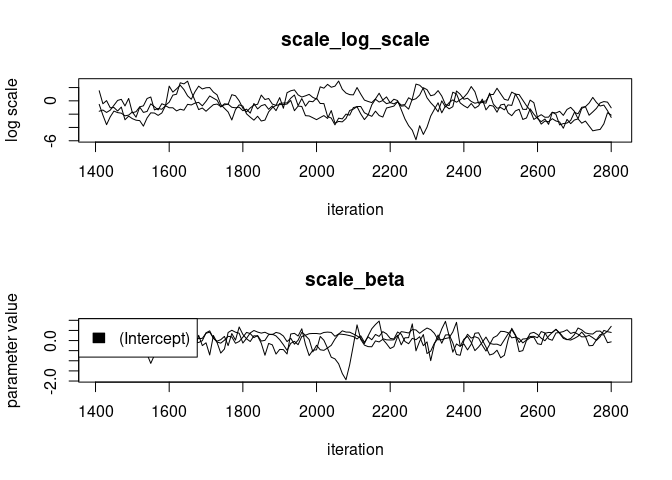 scale_log_scale
log scale
0
-6
1400 1600 1800 2000 2200 2400 2600 2800
iteration
scale_beta
parameter value
0.0
-2.0
(Intercept)
1400 1600 1800 2000 2200 2400 2600 2800
iteration